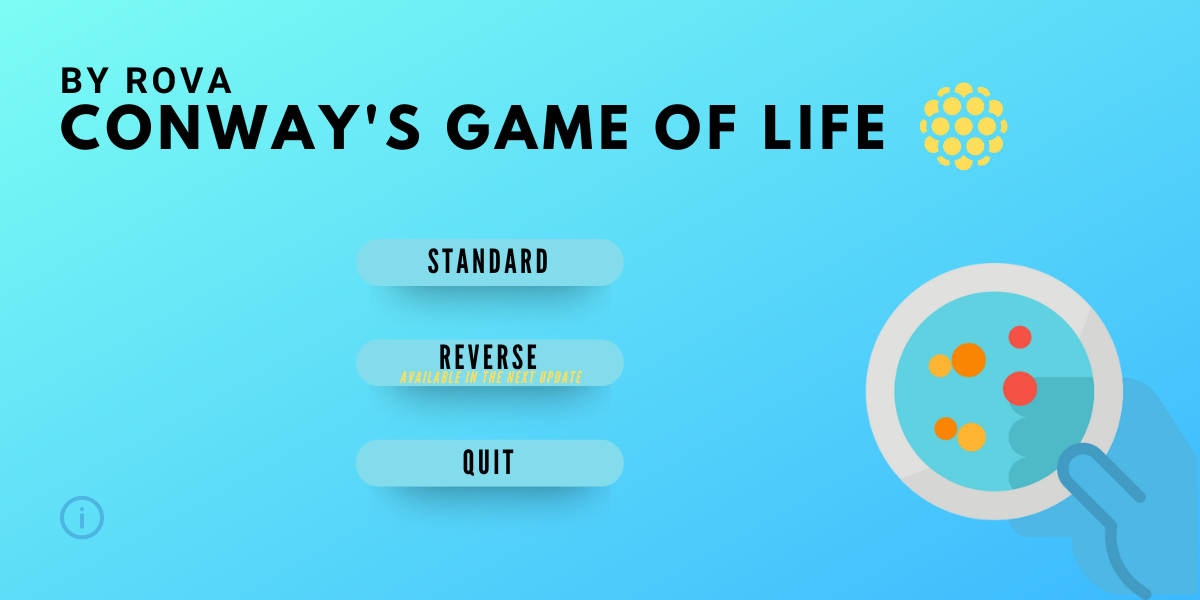 BY ROVA
CONWAY'S GAME OF LIFE
STANDARD
REVERSE
AVAILABLE IN THE NEXT UPDATE
QUIT
i